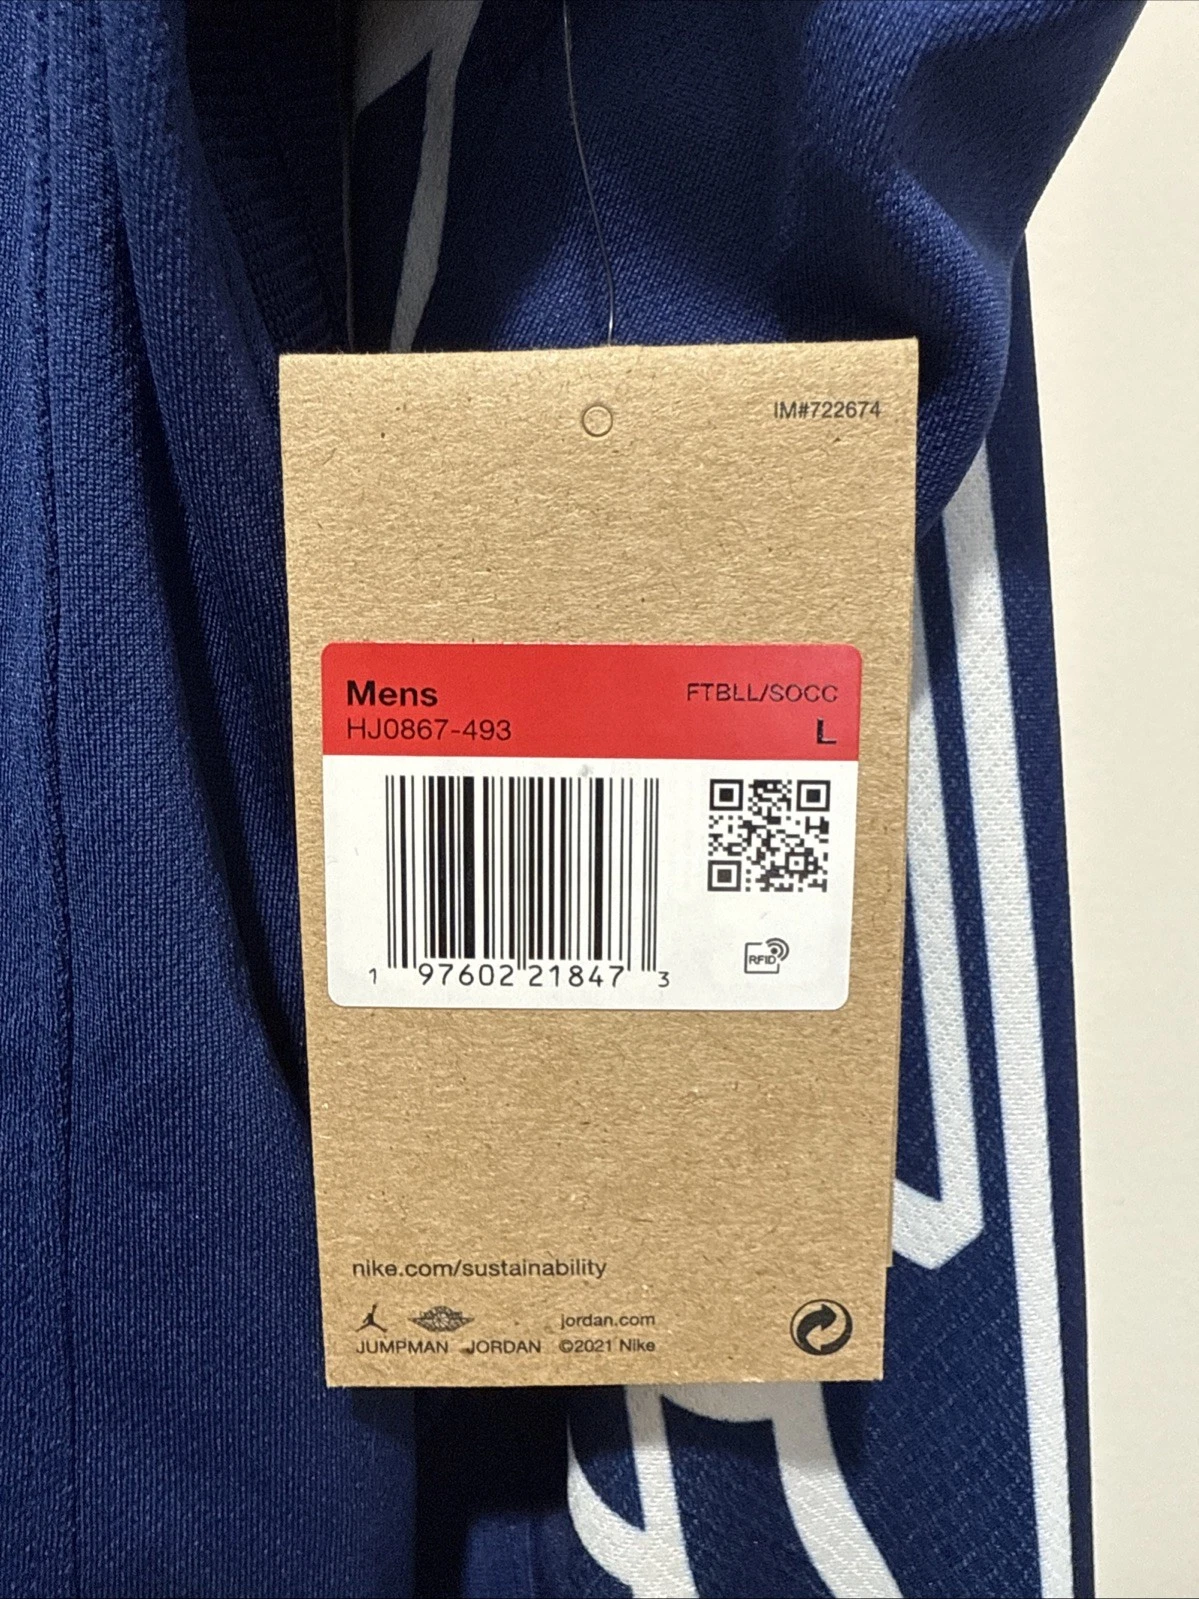 IM#722674
Mens FTBLL/SOCC
HJ0867-493 L
1 97602 21847 3
RFID
nike.com/sustainability
jordan.com
JUMPMAN JORDAN ©2021 Nike